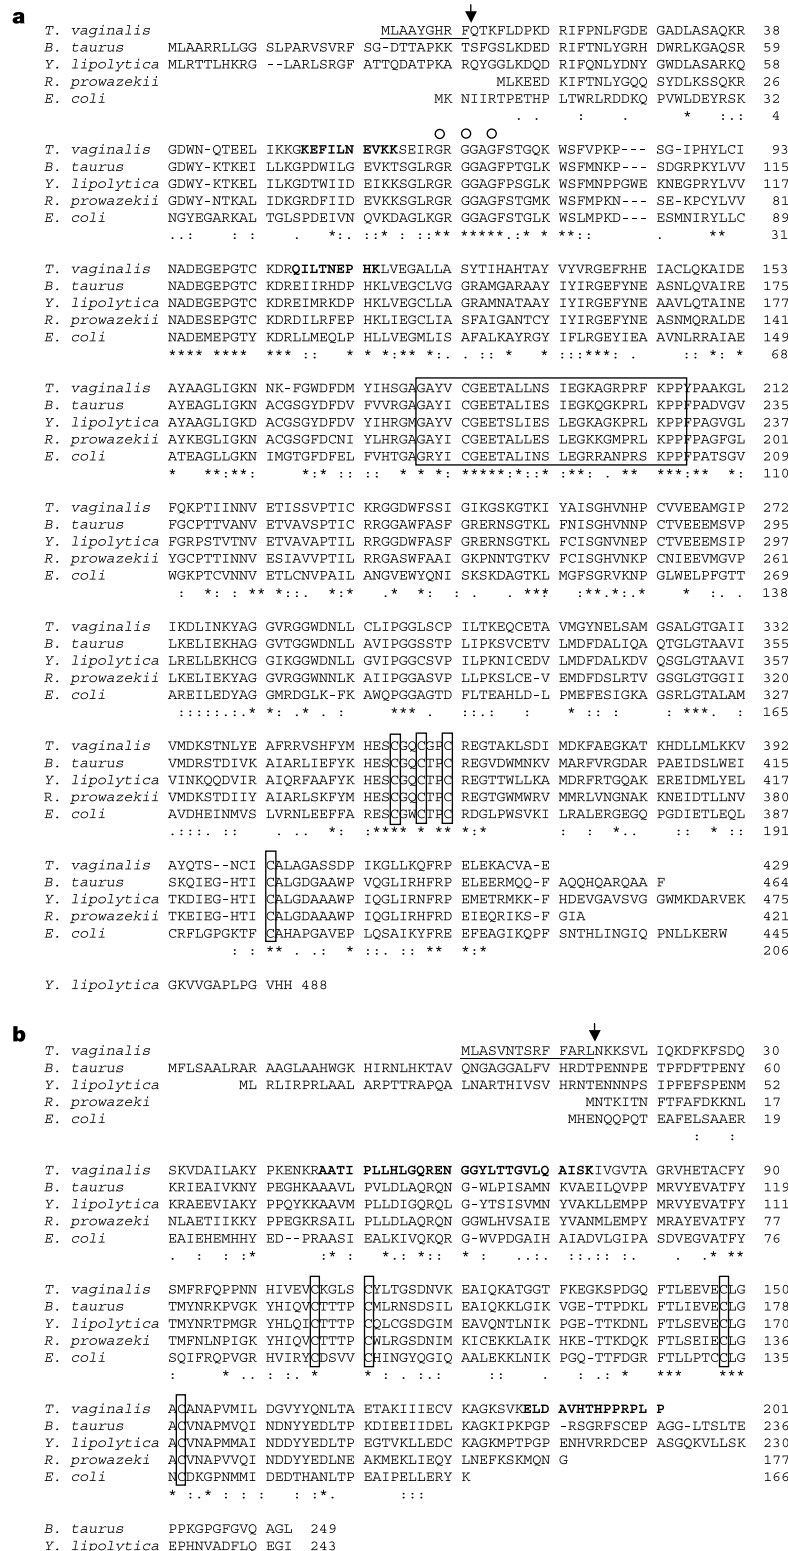 a
T. vaginalis MLAAYGHR FQTKFLDPKD RIFPNLFGDE GADLASAQKR 38
B. taurus MLAARRLLGG SLPARVSVRF SG-DTTAPKK TSFGSLKDED RIFTNLYGRH DWRLKGAQSR 59
Y. lipolytica MLRTTLHKRG --LARLSRGF ATTQDATPKA RQYGGLKDED RIFQNLYDNY GWDLASARKQ 58
R. prowazekii MLKEED KIFTNLYGQQ SYDLKSSQKR 26
E. coli MK NIIRTPETHP LTWRLRDDKQ PVWLDEYRSK 32
. . : . * :.: 4
T. vaginalis GDWN-QTEEL IKKGKEFILN EVKKSEIRGR GGAGFSTGQK WSFVPKP--- SG-IPHYLCI 93
B. taurus GDWY-KTKEI LLKGPDWILG EVKTSGLRGR GGAGFPTGLK WSFMNKP--- SDGRPKYLVV 115
Y. lipolytica GDWY-KTKEL ILKGDTWIIG EIKKSGLRGR GGAGFPSGLK WSFMNPPGWE KNEGPRYLVV 117
R. prowazekii GDWY-NTKAL IDKGRDFIID EIKKSGLRGR GGAGFSTGMK WSFMPKN--- SE-KPCYLVV 81
E. coli NGYEGARKAL TGLSPDEIVN QVKDAGLKGR GGAGFSTGLK WSLMPKD--- ESMNIRYLLC 89
..: : : . *:. :.* : :.:** ***** * * **:: . ** 31
T. vaginalis NADEGEPGTC KDRQILTNEP HKLVEGALLA SYTIHAHTAY VYVRGEFRHE IACLQKAIDE 153
B. taurus NADEGEPGTC KDREIIRHDP HKLVEGCLVG GRAMGARAAY IYIRGEFYNE ASNLQVAIRE 175
Y. lipolytica NADEGEPGTC KDREIMRKDP HKLVEGCLLA GRAMNATAAY IYIRGEFYNE AAVLQTAINE 177
R. prowazekii NADESEPGTC KDRDILRFEP HKLIEGCLIA SFAIGANTCY IYIRGEFYNE ASNMQRALDE 141
E. coli NADEMEPGTY KDRLLMEQLP HLLVEGMLIS AFALKAYRGY IFLRGEYIEA AVNLRRAIAE 149
**** **** *** :: * * *:** *:. . :: * * :::***: . ::: *: * 68
T. vaginalis AYAAGLIGKN NK-FGWDFDM YIHSGAGAYV CGEETALLNS IEGKAGRPRF KPPYPAAKGL 212
B. taurus AYEAGLIGKN ACGSGYDFDV FVVRGAGAYI CGEETALIES IEGKQGKPRL KPPFPADVGV 235
Y. lipolytica AYAAGLIGKD ACGSGYDFDV YIHRGMGAYV CGEETALIES IEGKAGKPRL KPPFPAGVGL 237
R. prowazekii AYKEGLIGKN ACGSGFDCNI YLHRGAGAYI CGEETALLES LEGKKGMPRL KPPFPAGFGL 201
E. coli ATEAGLLGKN IMGTGFDFEL FVHTGAGRYI CGEETALINS LEGRRANPRS KPPFPATSGV 209
* **:**: *:* :: :: * * *: *******::* :**: . ** ***:** *: 110
T. vaginalis FQKPTIINNV ETISSVPTIC KRGGDWFSSI GIKGSKGTKI YAISGHVNHP CVVEEAMGIP 272
B. taurus FGCPTTVANV ETVAVSPTIC RRGGAWFASF GRERNSGTKL FNISGHVNNP CTVEEEMSVP 295
Y. lipolytica FGRPSTVTNV ETVAVAPTIL RRGGDWFASF GRERNAGTKL FCISGNVNEP CTVEEEMSIP 297
R. prowazekii YGCPTTINNV ESIAVVPTIL RRGASWFAAI GKPNNTGTKV FCISGHVNKP CNIEEVMGVP 261
E. coli WGKPTCVNNV ETLCNVPAIL ANGVEWYQNI SKSKDAGTKL MGFSGRVKNP GLWELPFGTT 269
: *: : ** *:. *:* .* *: : . . ***: :**.*:.* * :. . 138
T. vaginalis IKDLINKYAG GVRGGWDNLL CLIPGGLSCP ILTKEQCETA VMGYNELSAM GSALGTGAII 332
B. taurus LKELIEKHAG GVTGGWDNLL AVIPGGSSTP LIPKSVCETV LMDFDALIQA QTGLGTAAVI 355
Y. lipolytica LRELLEKHCG GIKGGWDNLL GVIPGGCSVP ILPKNICEDV LMDFDALKDV QSGLGTAAVI 357
R. prowazekii LKELIEKYAG GVRGGWNNLK AIIPGGASVP LLPKSLCE-V EMDFDSLRTV GSGLGTGGII 320
E. coli AREILEDYAG GMRDGLK-FK AWQPGGAGTD FLTEAHLD-L PMEFESIGKA GSRLGTALAM 327
::::.:.* *: .* . : *** . ::.: : * :: : : ***. : 165
T. vaginalis VMDKSTNLYE AFRRVSHFYM HESCGQCGPC REGTAKLSDI MDKFAEGKAT KHDLLMLKKV 392
B. taurus VMDRSTDIVK AIARLIEFYK HESCGQCTPC REGVDWMNKV MARFVRGDAR PAEIDSLWEI 415
Y. lipolytica VINKQQDVIR AIQRFAAFYK HESCGQCTPC REGTTWLLKA MDRFRTGQAK EREIDMLYEL 417
R. prowazekii VMDKSTDIIY AIARLSKFYM HESCGQCTPC REGTGWMWRV MMRLVNGNAK KNEIDTLLNV 380
E. coli AVDHEINMVS LVRNLEEFFA RESCGWCTPC RDGLPWSVKI LRALERGEGQ PGDIETLEQL 387
.:::. :: . .. *: :**** * ** *:* : : *.. :: * :: 191
T. vaginalis AYQTS--NCI CALAGASSDP IKGLLKQFRP ELEKACVA-E 429
B. taurus SKQIEG-HTI CALGDGAAWP VQGLIRHFRP ELEERMQQ-F AQQHQARQAA F 464
Y. lipolytica TKDIEG-HTI CALGDAAAWP IQGLIRNFRP EMETRMKK-F HDEVGAVSVG GWMKDARVEK 475
R. prowazekii TKEIEG-HTI CALGDAAAWP IQGLIRHFRD EIEQRIKS-F GIA 421
E. coli CRFLGPGKTF CAHAPGAVEP LQSAIKYFRE EFEAGIKQPF SNTHLINGIQ PNLLKERW 445
: : ** . .: * ::. :: ** *:* 206
Y. lipolytica GKVVGAPLPG VHH 488
b
T. vaginalis MLASVNTSRF FARLNKKSVL IQKDFKFSDQ 30
B. taurus MFLSAALRAR AAGLAAHWGK HIRNLHKTAV QNGAGGALFV HRDTPENNPE TPFDFTPENY 60
Y. lipolytica ML RLIRPRLAAL ARPTTRAPQA LNARTHIVSV HRNTENNNPS IPFEFSPENM 52
R. prowazeki MNTKITN FTFAFDKKNL 17
E. coli MHENQQPQT EAFELSAAER 19
: :
T. vaginalis SKVDAILAKY PKENKRAATI PLLHLGQREN GGYLTTGVLQ AISKIVGVTA GRVHETACFY 90
B. taurus KRIEAIVKNY PEGHKAAAVL PVLDLAQRQN G-WLPISAMN KVAEILQVPP MRVYEVATFY 119
Y. lipolytica KRAEEVIAKY PPQYKKAAVM PLLDIGQRQL G-YTSISVMN YVAKLLEMPP MRVYEVATFY 111
R. prowazeki NLAETIIKKY PPEGKRSAIL PLLDLAQRQN GGWLHVSAIE YVANMLEMPY MRAYEVATFY 77
E. coli EAIEHEMHHY ED--PRAASI EALKIVQKQR G-WVPDGAIH AIADVLGIPA SDVEGVATFY 76
. : : :* :* : *.: *::: * : ..:. :: .:: :. . .* ** 
T. vaginalis SMFRFQPPNN HIVEVCKGLS CYLTGSDNVK EAIQKATGGT FKEGKSPDGQ FTLEEVECLG 150
B. taurus TMYNRKPVGK YHIQVCTTTP CMLRNSDSIL EAIQKKLGIK VGE-TTPDKL FTLIEVECLG 178
Y. lipolytica TMYNRTPMGR YHLQICTTTP CQLCGSDGIM EAVQNTLNIK PGE-TTKDNL FTLSEVECLG 170
R. prowazeki TMFNLNPIGK YHIQVCTTTP CWLRGSDNIM KICEKKLAIK HKE-TTKDQK FTLSEIECLG 136
E. coli SQIFRQPVGR HVIRYCDSVV CHINGYQGIQ AALEKKLNIK PGQ-TTFDGR FTLLPTCCLG 135
: * .. : :. * * : . :.: :: . : .: * *** *** 
T. vaginalis ACANAPVMIL DGVYYQNLTA ETAKIIIECV KAGKSVKELD AVHTHPPRPL P 201
B. taurus ACVNAPMVQI NDNYYEDLTP KDIEEIIDEL KAGKIPKPGP -RSGRFSCEP AGG-LTSLTE 236
Y. lipolytica ACVNAPMMAI NDDYYEDLTP EGTVKLLEDC KAGKMPTPGP ENHVRRDCEP ASGQKVLLSK 230
R. prowazeki ACVNAPVVQI NDDYYEDLNE AKMEKLIEQY LNEFKSMQN G 177
E. coli NCDKGPNMMI DEDTHANLTP EAIPELLERY K 166
* :.* : : : : :*. :::
B. taurus PPKGPGFGVQ AGL 249
Y. lipolytica EPHNVADFLQ EGI 243